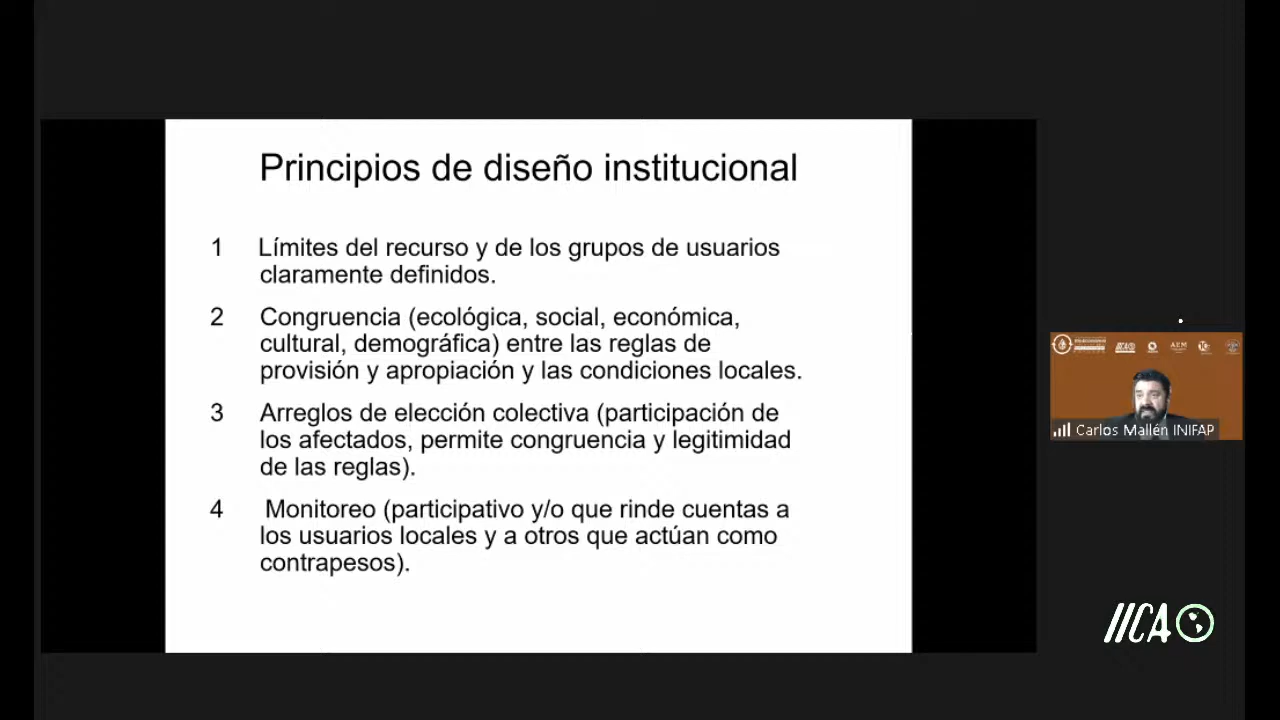 Principios de diseño institucional
1 Límites del recurso y de los grupos de usuarios
claramente definidos.
2 Congruencia (ecológica, social, económica,
cultural, demográfica) entre las reglas de
provisión y apropiación y las condiciones locales.
3 Arreglos de elección colectiva (participación de
los afectados, permite congruencia y legitimidad
de las reglas).
4 Monitoreo (participativo y/o que rinde cuentas a
los usuarios locales y a otros que actúan como
contrapesos).
IICA AEM
Carlos Mallén INIFAP
IICA